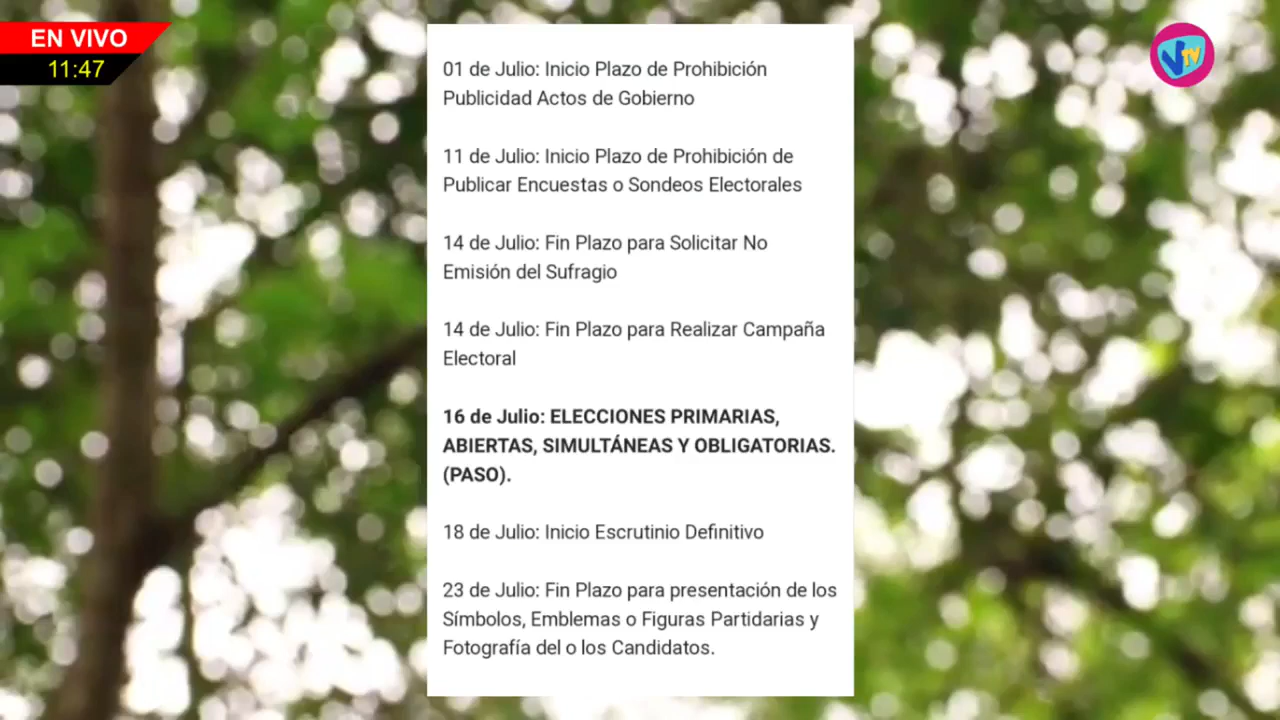 EN VIVO
11:47
VTV
01 de Julio: Inicio Plazo de Prohibición
Publicidad Actos de Gobierno
11 de Julio: Inicio Plazo de Prohibición de
Publicar Encuestas o Sondeos Electorales
14 de Julio: Fin Plazo para Solicitar No
Emisión del Sufragio
14 de Julio: Fin Plazo para Realizar Campaña
Electoral
16 de Julio: ELECCIONES PRIMARIAS,
ABIERTAS, SIMULTÁNEAS Y OBLIGATORIAS.
(PASO).
18 de Julio: Inicio Escrutinio Definitivo
23 de Julio: Fin Plazo para presentación de los
Símbolos, Emblemas o Figuras Partidarias y
Fotografía del o los Candidatos.